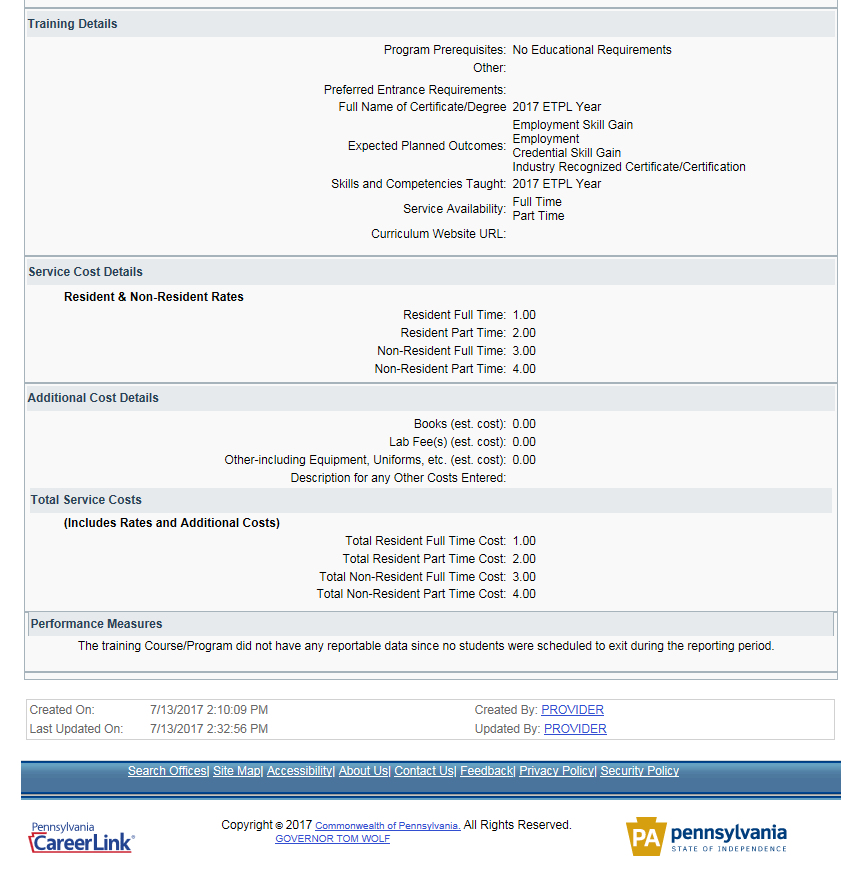 Training Details
Program Prerequisites: No Educational Requirements
Other:
Preferred Entrance Requirements:
Full Name of Certificate/Degree 2017 ETPL Year
Expected Planned Outcomes: Employment Skill Gain
Employment
Credential Skill Gain
Industry Recognized Certificate/Certification
Skills and Competencies Taught: 2017 ETPL Year
Service Availability: Full Time
Part Time
Curriculum Website URL:
Service Cost Details
Resident & Non-Resident Rates
Resident Full Time: 1.00
Resident Part Time: 2.00
Non-Resident Full Time: 3.00
Non-Resident Part Time: 4.00
Additional Cost Details
Books (est. cost): 0.00
Lab Fee(s) (est. cost): 0.00
Other-including Equipment, Uniforms, etc. (est. cost): 0.00
Description for any Other Costs Entered:
Total Service Costs
(Includes Rates and Additional Costs)
Total Resident Full Time Cost: 1.00
Total Resident Part Time Cost: 2.00
Total Non-Resident Full Time Cost: 3.00
Total Non-Resident Part Time Cost: 4.00
Performance Measures
The training Course/Program did not have any reportable data since no students were scheduled to exit during the reporting period.
Created On: 7/13/2017 2:10:09 PM Created By: PROVIDER
Last Updated On: 7/13/2017 2:32:56 PM Updated By: PROVIDER
Search Offices| Site Map| Accessibility| About Us| Contact Us| Feedback| Privacy Policy| Security Policy
Pennsylvania
CareerLink®
Copyright © 2017 Commonwealth of Pennsylvania. All Rights Reserved.
GOVERNOR TOM WOLF
PA pennsylvania
STATE OF INDEPENDENCE